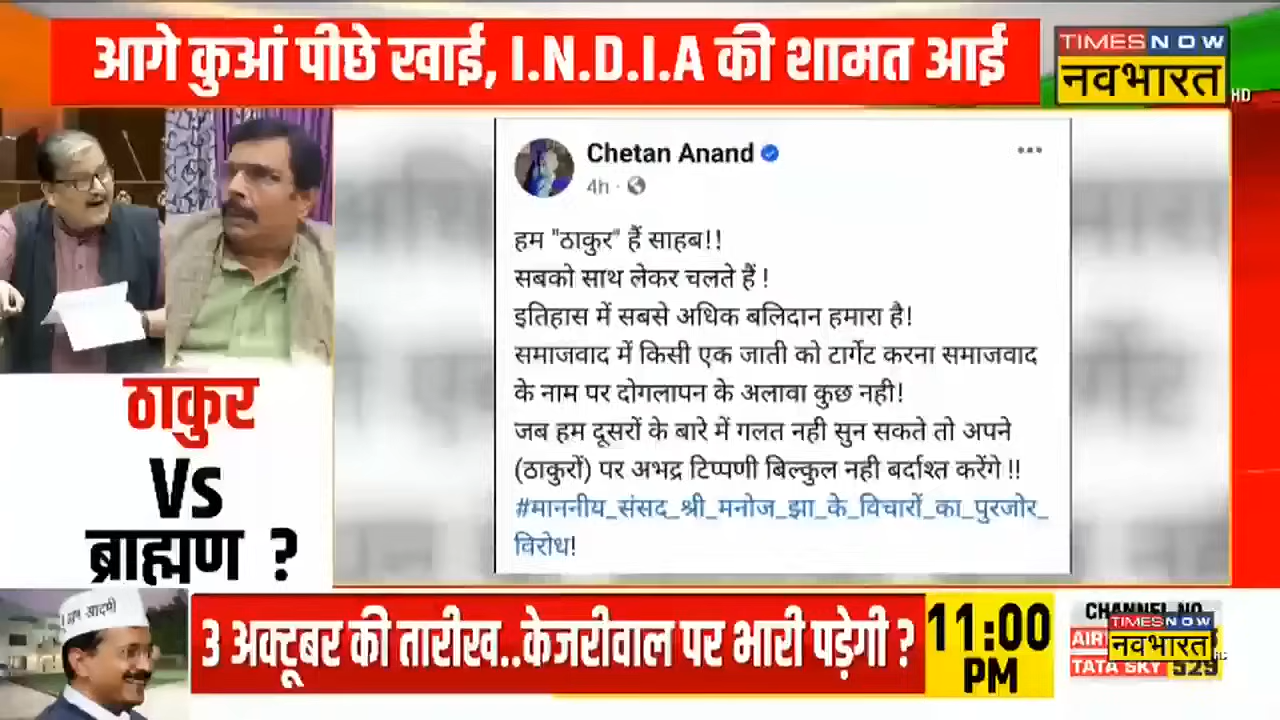 आगे कुआं पीछे खाई, I.N.D.I.A की शामत आई
TIMES NOW
नवभारत
HD
Chetan Anand
4h
हम "ठाकुर" हैं साहब!!
सबको साथ लेकर चलते हैं !
इतिहास में सबसे अधिक बलिदान हमारा है!
समाजवाद में किसी एक जाती को टार्गेट करना समाजवाद
के नाम पर दोगलापन के अलावा कुछ नही!
जब हम दूसरों के बारे में गलत नही सुन सकते तो अपने
(ठाकुरों) पर अभद्र टिप्पणी बिल्कुल नही बर्दाश्त करेंगे !!
#माननीय_संसद_श्री_मनोज_झा_के_विचारों_का_पुरजोर_
विरोध!
ठाकुर
Vs
ब्राह्मण ?
आदमी
3 अक्टूबर की तारीख..केजरीवाल पर भारी पड़ेगी ?
11:00
PM
CHANNEL NO
TIMES NOW
नवभारत
TATA SKY